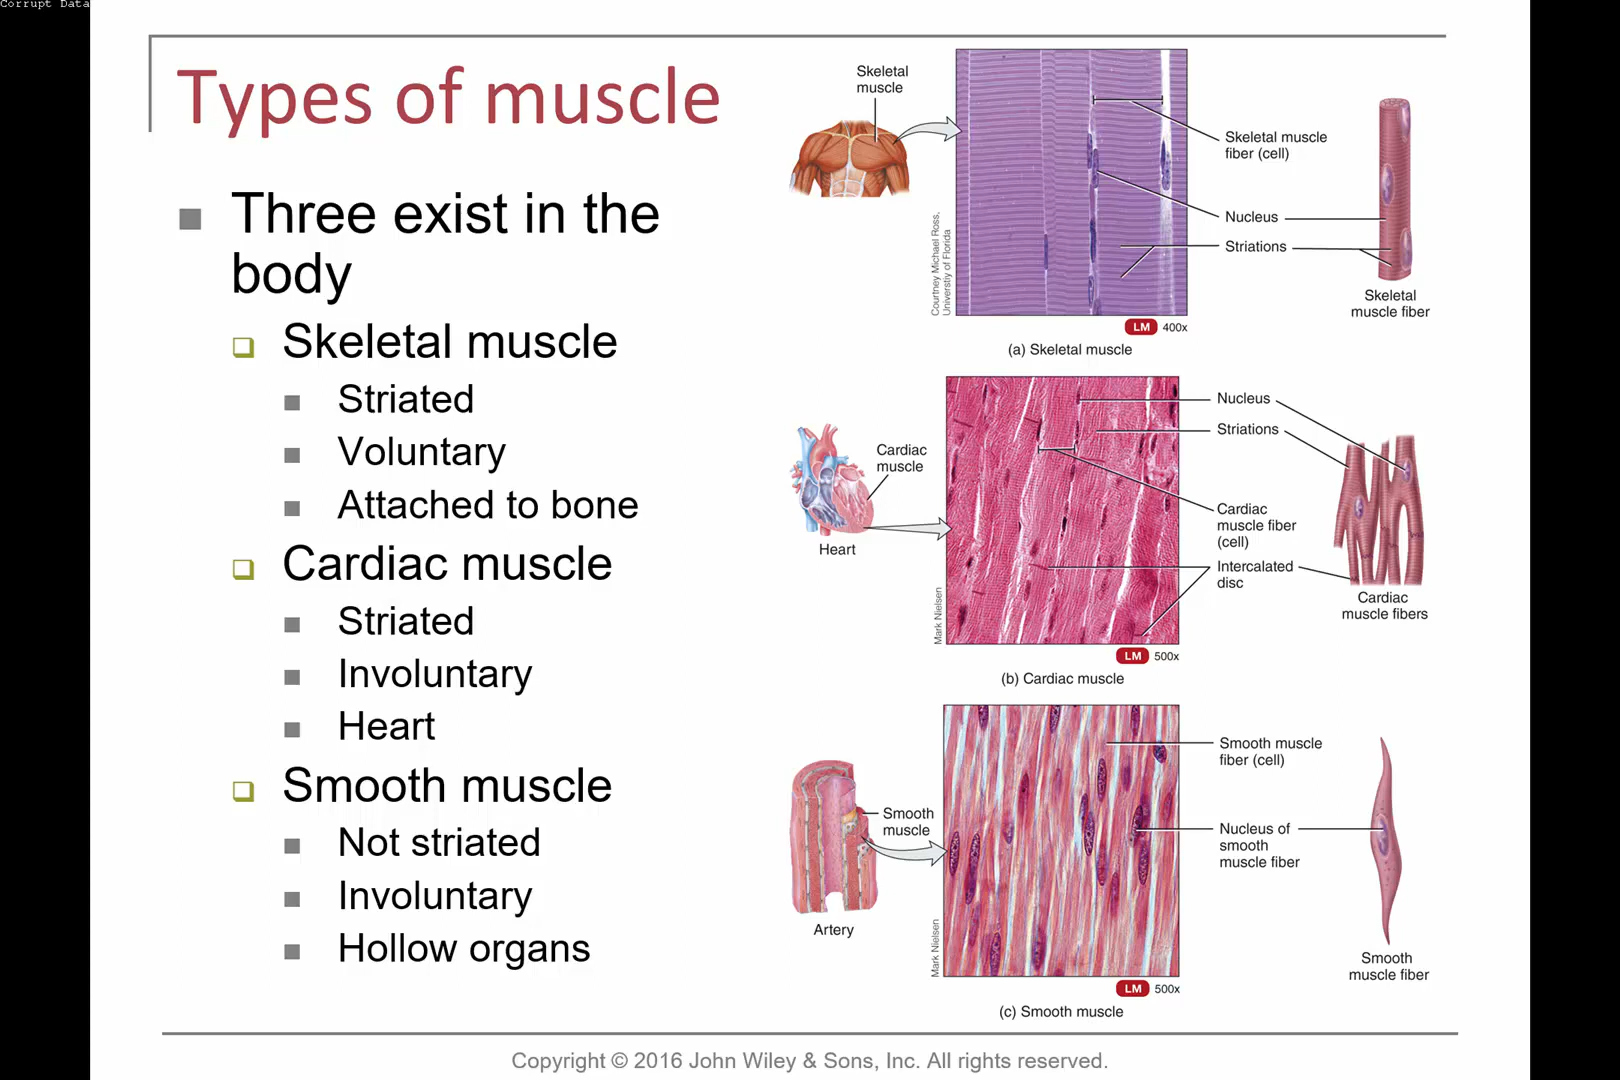 Corrupt Data
Types of muscle
Three exist in the
body
Skeletal muscle
Striated
Voluntary
Attached to bone
Cardiac muscle
Striated
Involuntary
Heart
Smooth muscle
Not striated
Involuntary
Hollow organs
Skeletal
muscle
Courtney Michael Ross,
Universtiy of Florida
Skeletal muscle
fiber (cell)
Nucleus
Striations
Skeletal
muscle fiber
LM 400x
(a) Skeletal muscle
Cardiac
muscle
Heart
Mark Nielsen
Nucleus
Striations
Cardiac
muscle fiber
(cell)
Intercalated
disc
Cardiac
muscle fibers
LM 500x
(b) Cardiac muscle
Smooth
muscle
Artery
Mark Nielsen
Smooth muscle
fiber (cell)
Nucleus of
smooth
muscle fiber
Smooth
muscle fiber
LM 500x
(c) Smooth muscle
Copyright © 2016 John Wiley & Sons, Inc. All rights reserved.